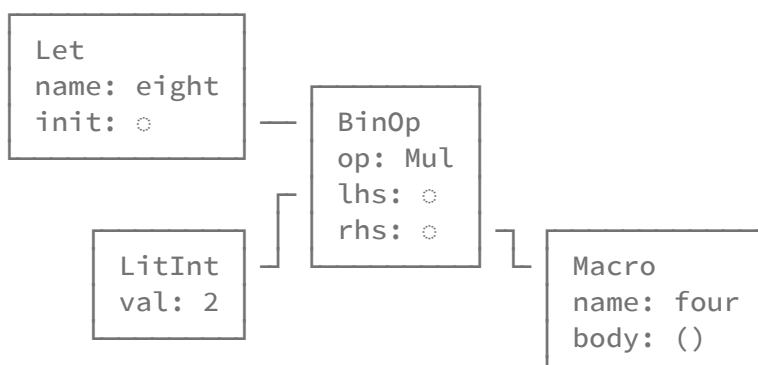 Let
name: eight
init: ◌
BinOp
op: Mul
lhs: ◌
rhs: ◌
LitInt
val: 2
Macro
name: four
body: ()